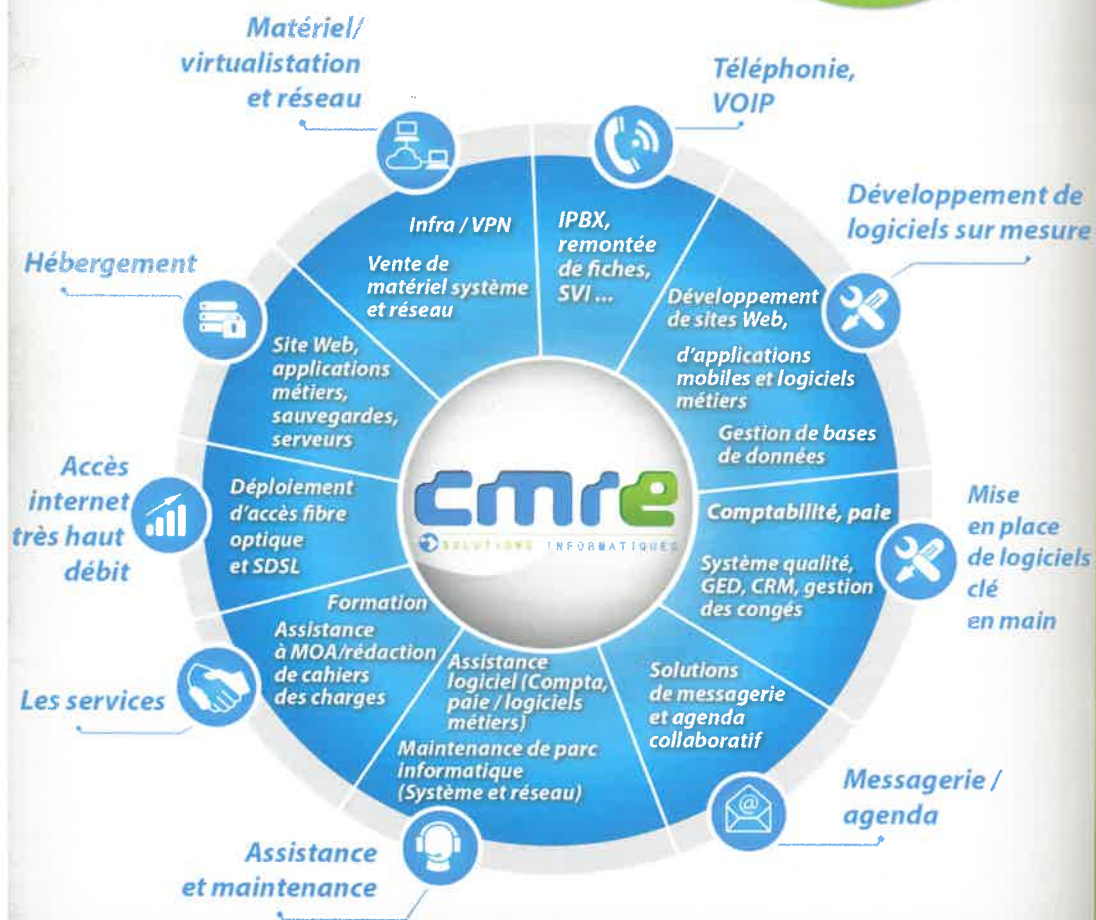 Matériel/
virtualistation
et réseau
Téléphonie,
VOIP
Développement de
logiciels sur mesure
Hébergement
Infra / VPN
Vente de
matériel système
et réseau
IPBX,
remontée
de fiches,
SVI ...
Développement
de sites Web,
d'applications
mobiles et logiciels
métiers
Gestion de bases
de données
Site Web,
applications
métiers,
sauvegardes,
serveurs
Accès
internet
très haut
débit
Déploiement
d'accès fibre
optique
et SDSL
cmre
SOLUTIONS INFORMATIQUES
Comptabilité, paie
Système qualité,
GED, CRM, gestion
des congés
Mise
en place
de logiciels
clé
en main
Formation
Assistance
à MOA/rédaction
de cahiers
des charges
Les services
Assistance
logiciel (Compta,
paie / logiciels
métiers)
Maintenance de parc
informatique
(Système et réseau)
Solutions
de messagerie
et agenda
collaboratif
Messagerie /
agenda
Assistance
et maintenance